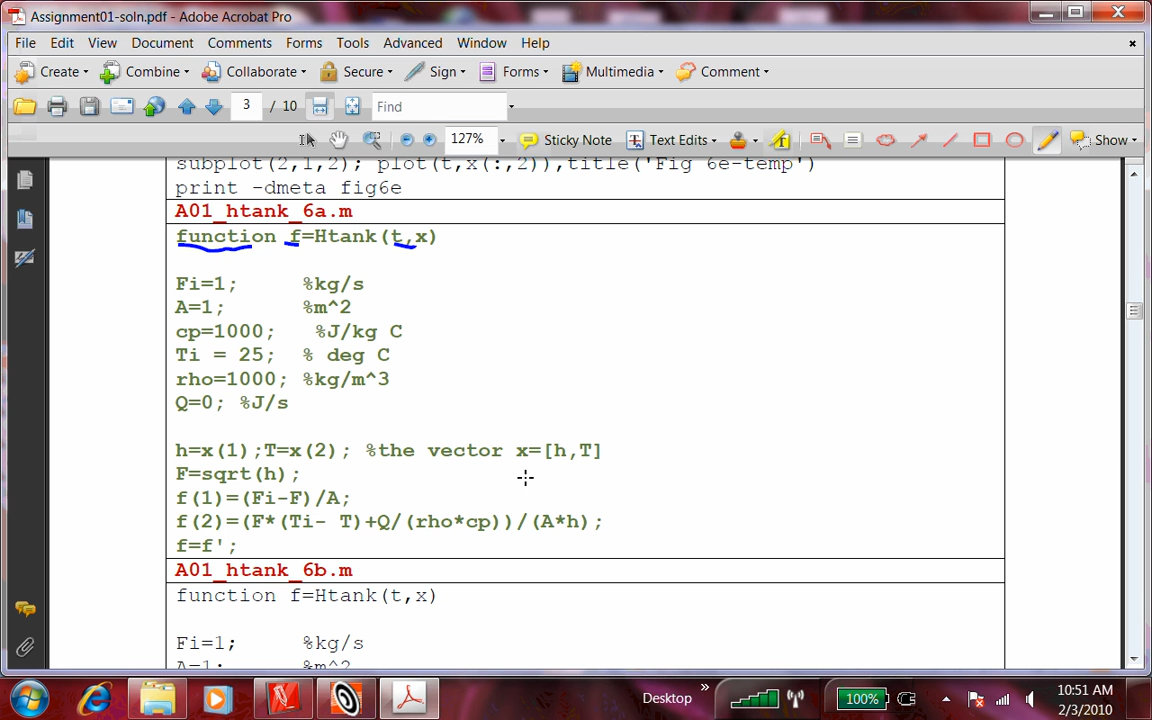 Assignment01-soln.pdf - Adobe Acrobat Pro
File Edit View Document Comments Forms Tools Advanced Window Help
Create Combine Collaborate Secure Sign Forms Multimedia Comment
3 / 10 Find
127% Sticky Note Text Edits Show
subplot(2,1,2); plot(t,x(:,2)),title('Fig 6e-temp')
print -dmeta fig6e
A01_htank_6a.m
function f=Htank(t,x)
Fi=1; %kg/s
A=1; %m^2
cp=1000; %J/kg C
Ti = 25; % deg C
rho=1000; %kg/m^3
Q=0; %J/s
h=x(1);T=x(2); %the vector x=[h,T]
F=sqrt(h);
f(1)=(Fi-F)/A;
f(2)=(F*(Ti- T)+Q/(rho*cp))/(A*h);
f=f';
A01_htank_6b.m
function f=Htank(t,x)
Fi=1; %kg/s
A=1; %m^2
Desktop » 100% 10:51 AM
2/3/2010